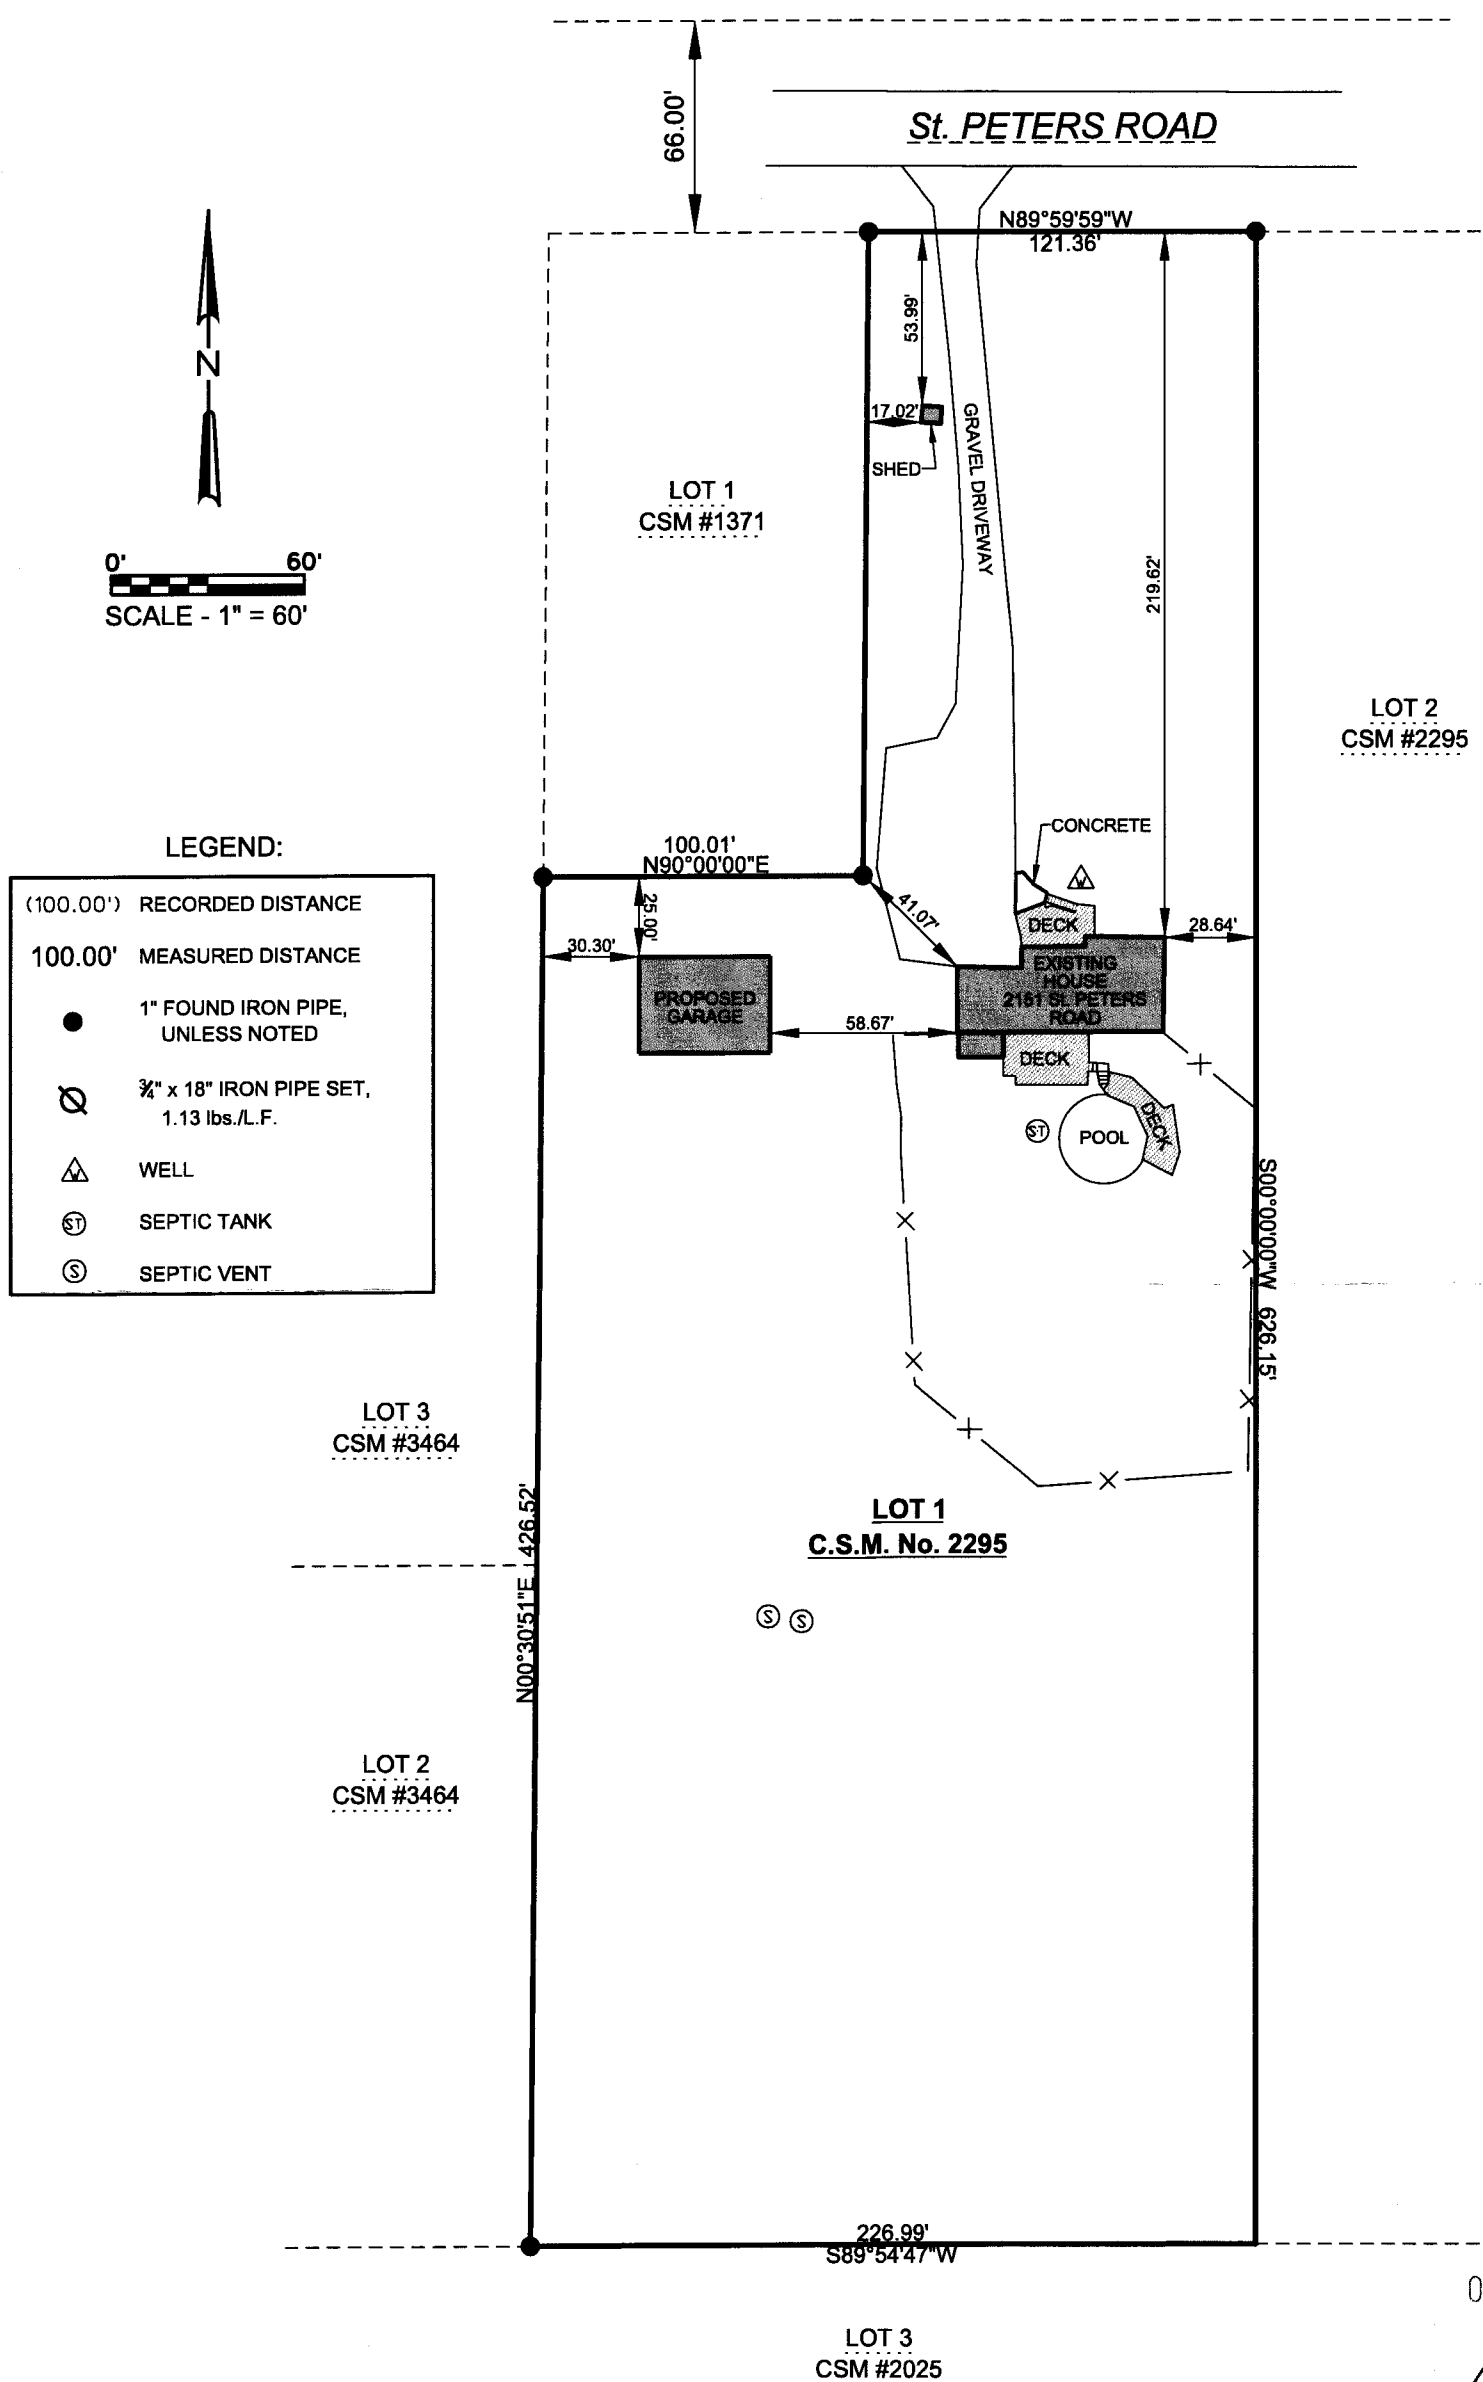 66.00'
St. PETERS ROAD
N89°59'59"W
121.36'
53.99'
17.02'
SHED
GRAVEL DRIVEWAY
219.62'
N
0' 60'
SCALE - 1" = 60'
LOT 1
CSM #1371
LOT 2
CSM #2295
LEGEND:
(100.00') RECORDED DISTANCE
100.00' MEASURED DISTANCE
1" FOUND IRON PIPE,
UNLESS NOTED
¾" x 18" IRON PIPE SET,
1.13 lbs./L.F.
W WELL
ST SEPTIC TANK
S SEPTIC VENT
100.01'
N90°00'00"E
25.00'
30.30'
41.07'
CONCRETE
W
DECK
28.64'
PROPOSED
GARAGE
58.67'
EXISTING
HOUSE
2161 St. PETERS
ROAD
DECK
DECK
ST
POOL
S00°00'00"W 626.15'
LOT 3
CSM #3464
N00°30'51"E 426.52'
LOT 1
C.S.M. No. 2295
S S
LOT 2
CSM #3464
226.99'
S89°54'47"W
LOT 3
CSM #2025